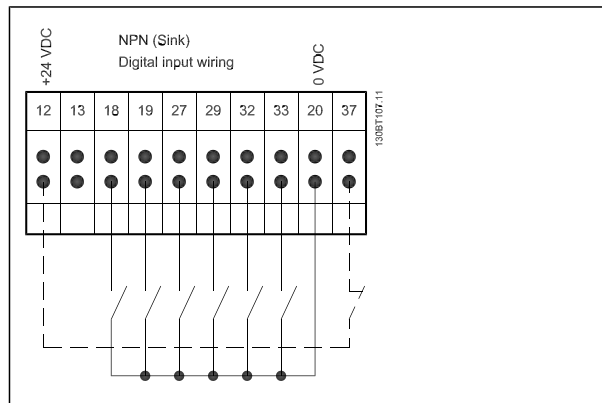 +24 VDC
NPN (Sink)
Digital input wiring
0 VDC
12 13 18 19 27 29 32 33 20 37
130BT107.11